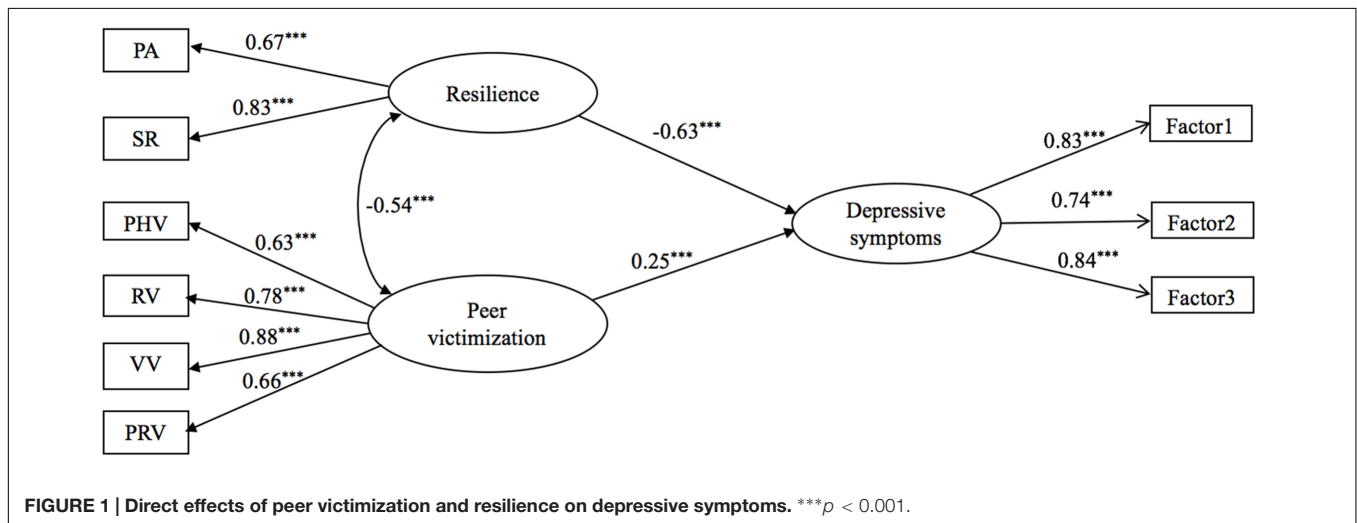 PA
0.67***
Resilience
SR
0.83***
-0.63***
Factor1
0.83***
-0.54***
PHV
0.63***
Depressive
symptoms
0.74***
Factor2
RV
0.78***
Peer
victimization
0.25***
0.84***
Factor3
VV
0.88***
PRV
0.66***
FIGURE 1 | Direct effects of peer victimization and resilience on depressive symptoms. ***p < 0.001.